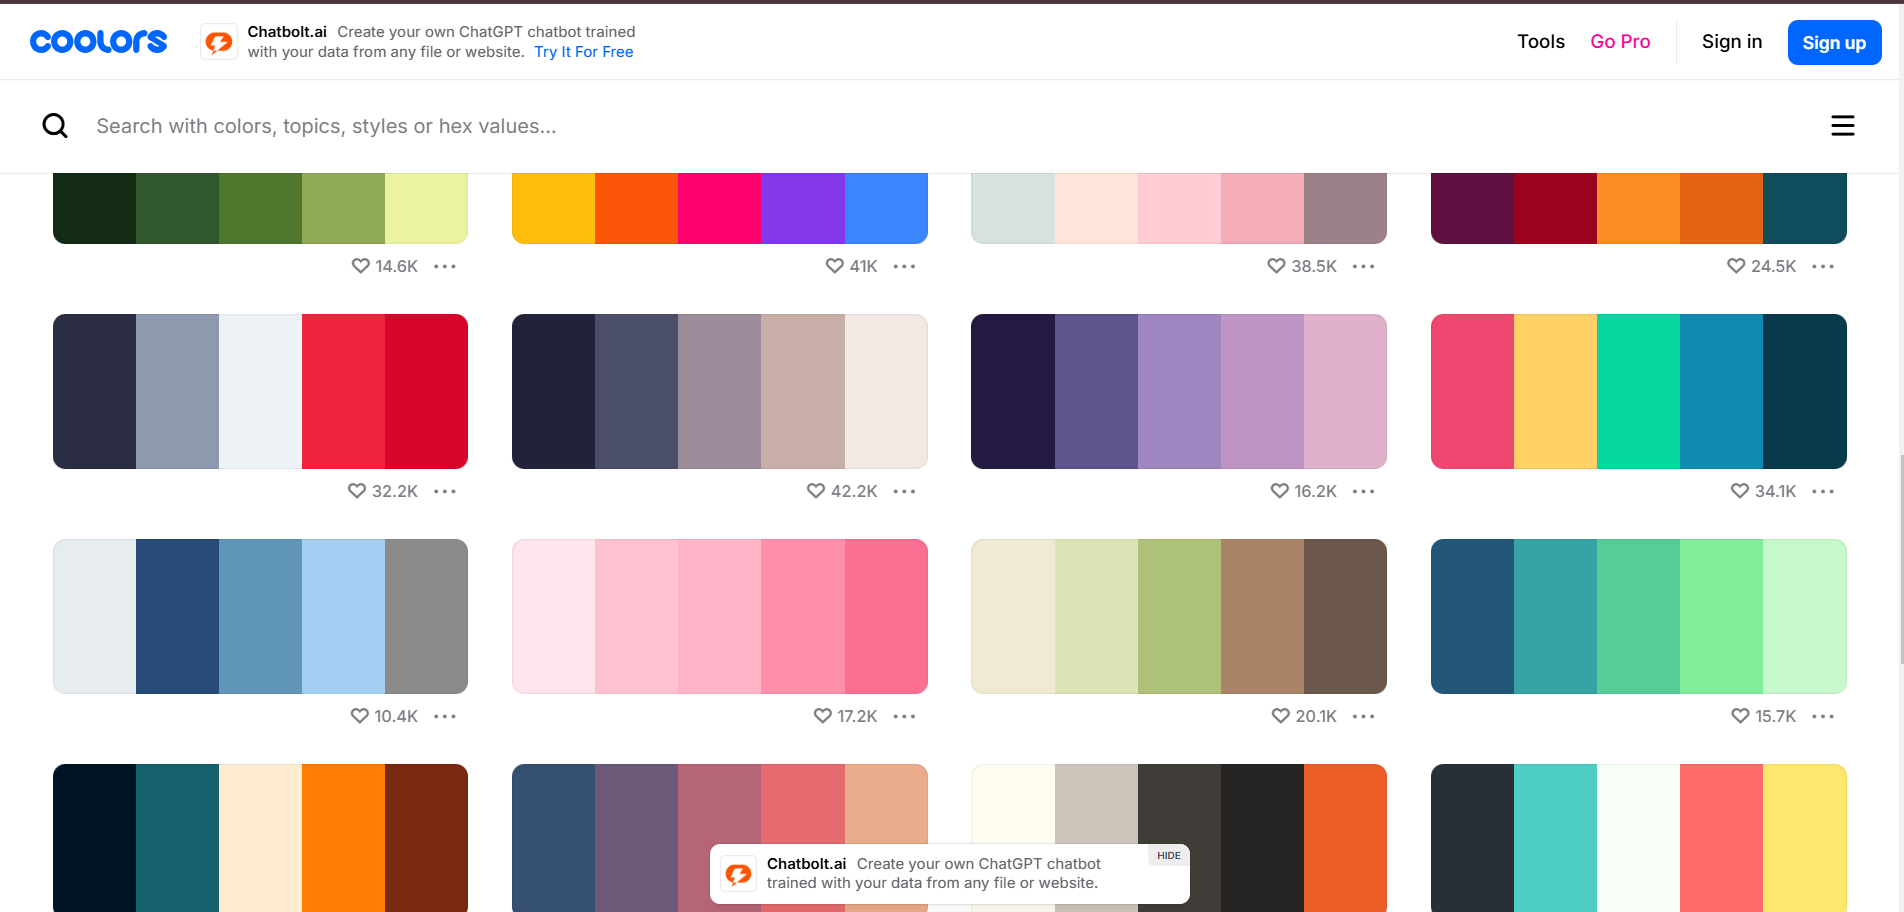 coolors
Chatbolt.ai Create your own ChatGPT chatbot trained
with your data from any file or website. Try It For Free
Tools
Go Pro
Sign in
Sign up
Search with colors, topics, styles or hex values...
14.6K
41K
38.5K
24.5K
32.2K
42.2K
16.2K
34.1K
10.4K
17.2K
20.1K
15.7K
Chatbolt.ai Create your own ChatGPT chatbot
trained with your data from any file or website.
HIDE